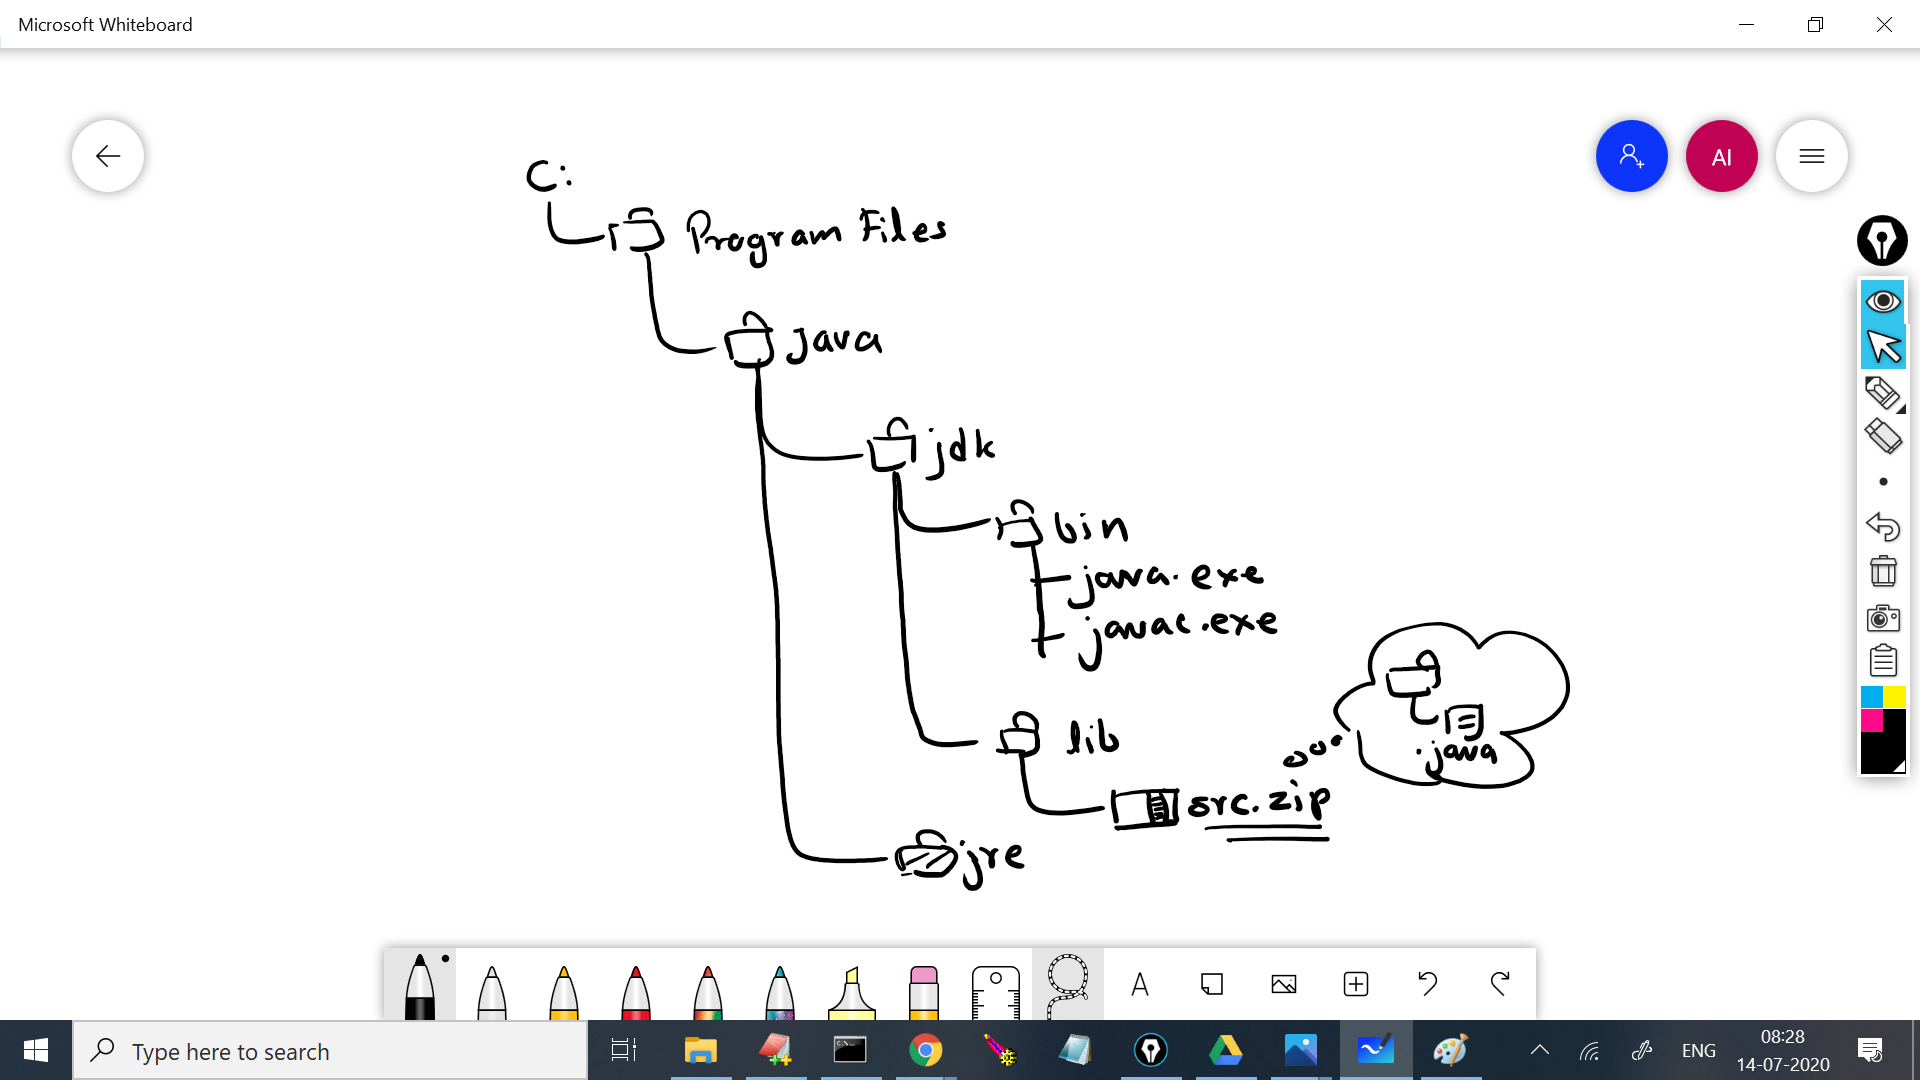 Microsoft Whiteboard
AI
C:
Program Files
java
jdk
bin
java.exe
javac.exe
lib
.java
src.zip
jre
A
Type here to search
ENG
08:28
14-07-2020